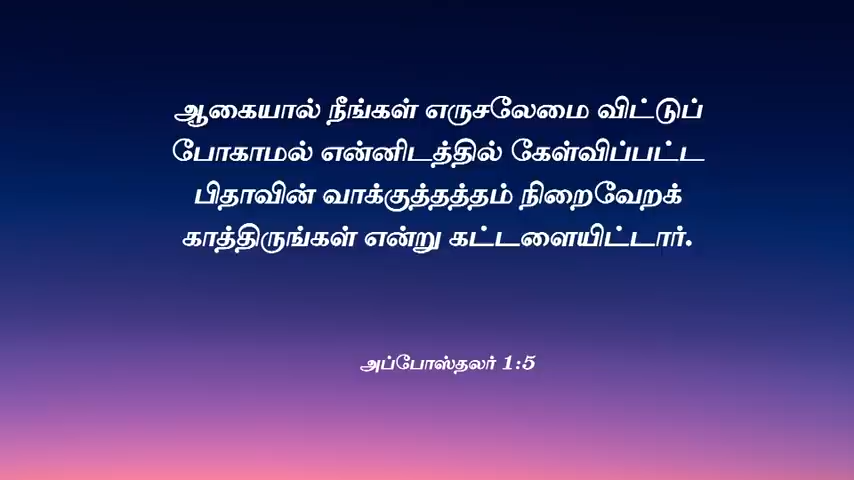 ஆகையால் நீங்கள் எருசலேமை விட்டுப்
போகாமல் என்னிடத்தில் கேள்விப்பட்ட
பிதாவின் வாக்குத்தத்தம் நிறைவேறக்
காத்திருங்கள் என்று கட்டளையிட்டார்.
அப்போஸ்தலர் 1:5